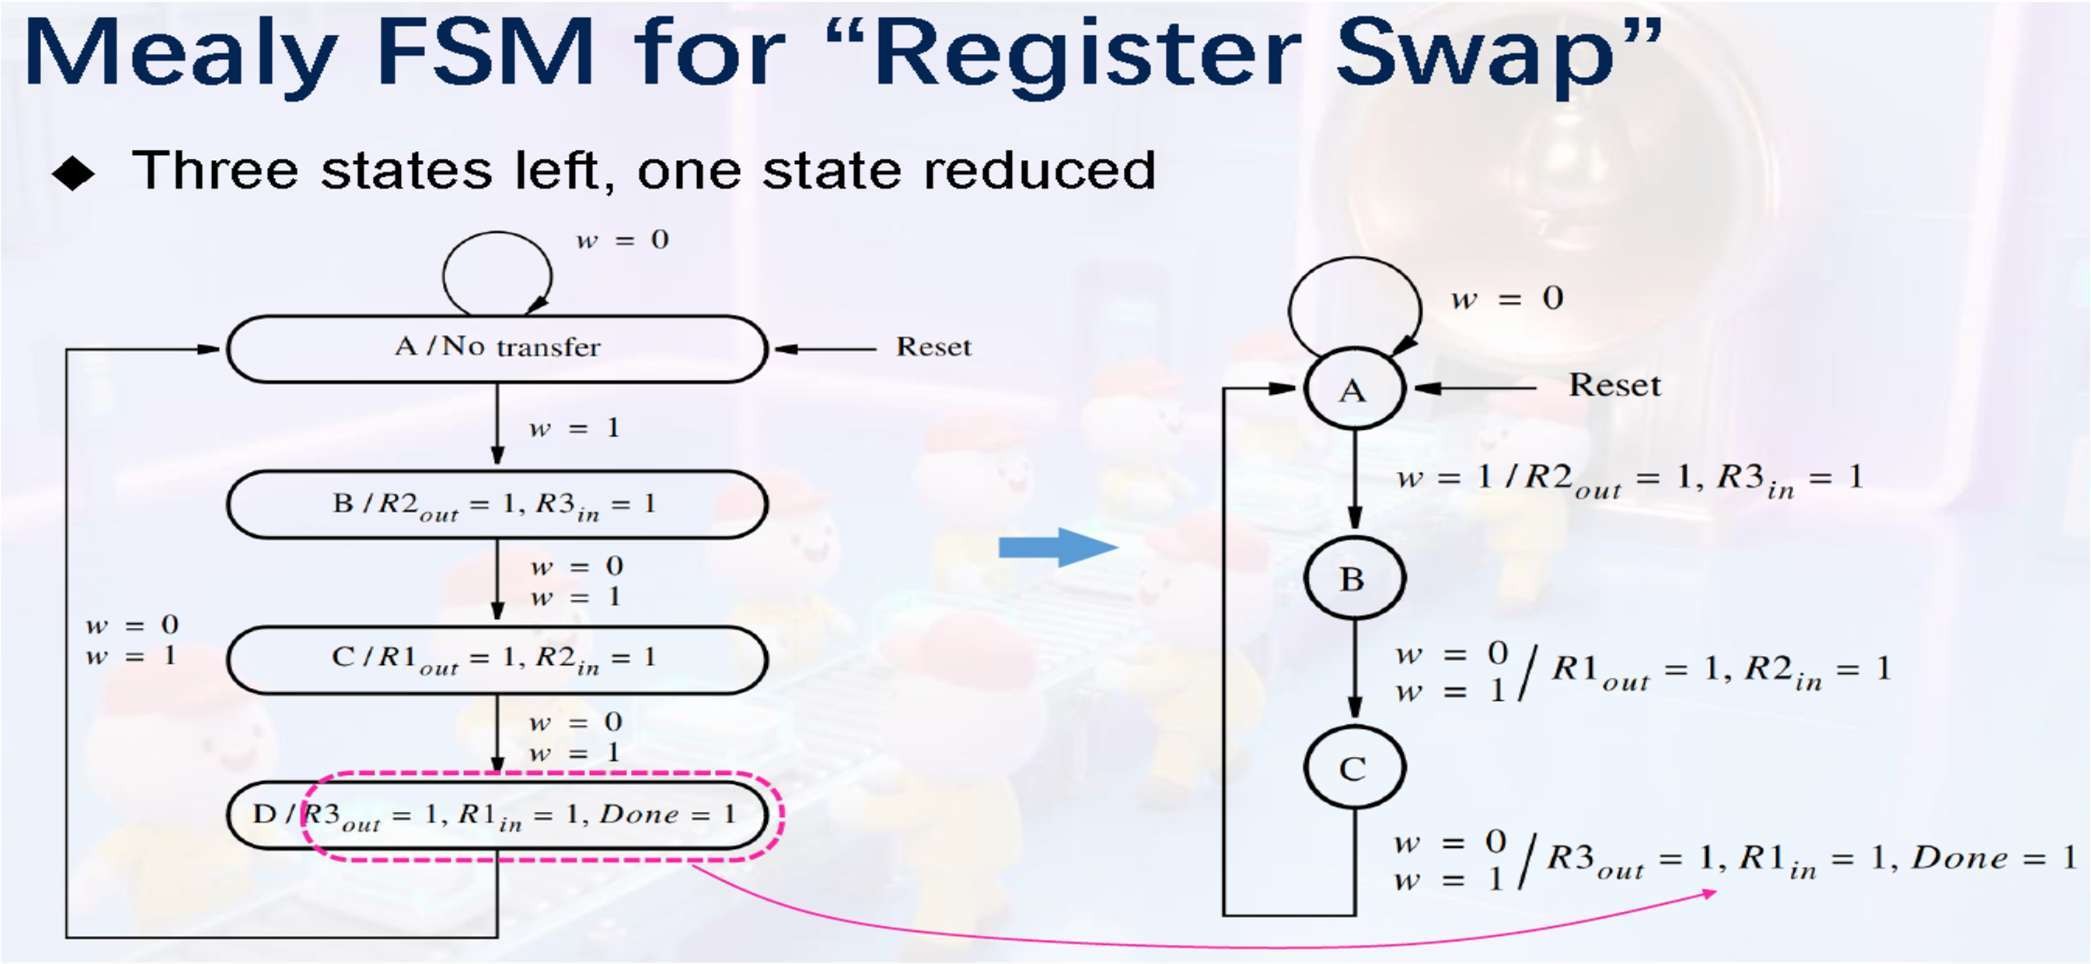 Mealy FSM for “Register Swap”
◆ Three states left, one state reduced
w = 0
A / No transfer
Reset
w = 1
B / R2out = 1, R3in = 1
w = 0
w = 1
w = 0
w = 1
C / R1out = 1, R2in = 1
w = 0
w = 1
D / R3out = 1, R1in = 1, Done = 1
w = 0
A
Reset
w = 1 / R2out = 1, R3in = 1
B
w = 0
w = 1 / R1out = 1, R2in = 1
C
w = 0
w = 1 / R3out = 1, R1in = 1, Done = 1